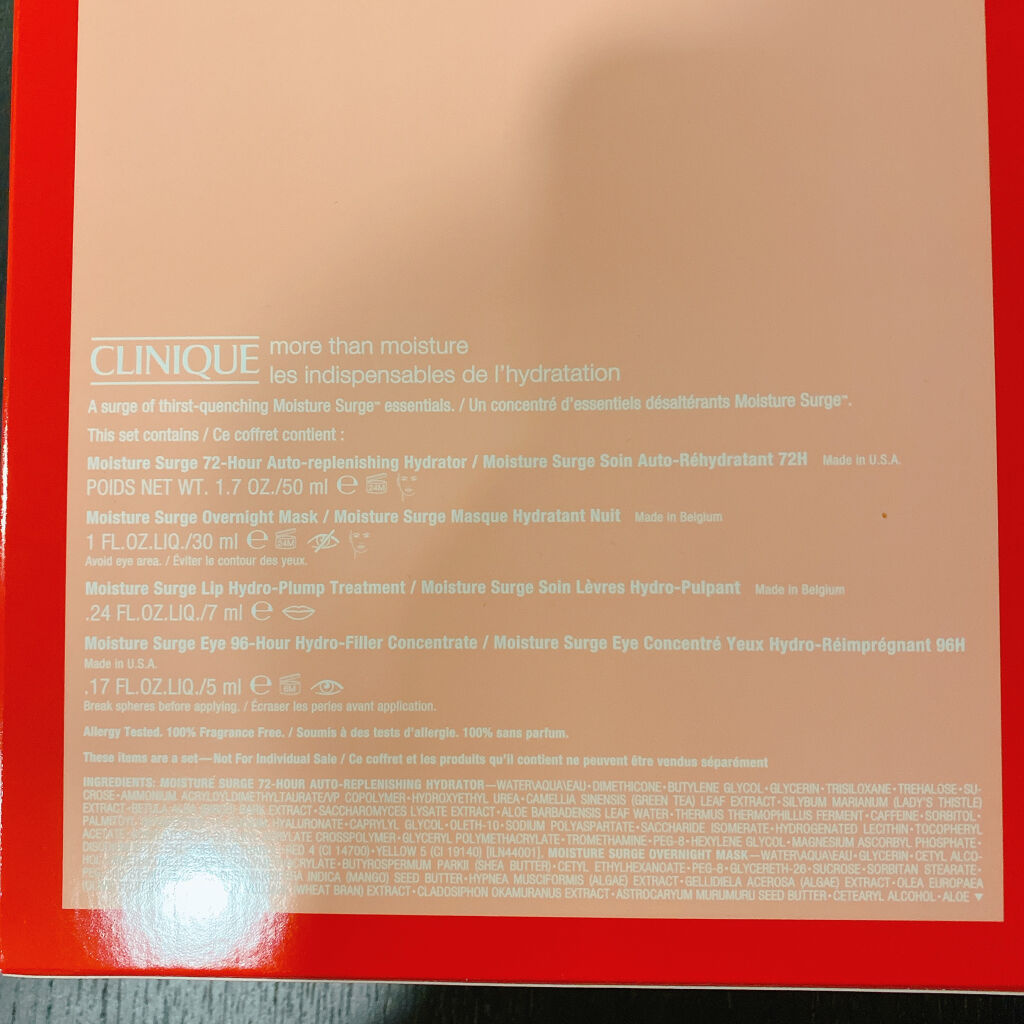 CLINIQUE more than moisture
les indispensables de l'hydratation
A surge of thirst-quenching Moisture Surge™ essentials. / Un concentré d'essentiels désaltérants Moisture Surge™.
This set contains / Ce coffret contient :
Moisture Surge 72-Hour Auto-replenishing Hydrator / Moisture Surge Soin Auto-Réhydratant 72H Made in U.S.A.
POIDS NET WT. 1.7 OZ./50 ml ℮ 24M
Moisture Surge Overnight Mask / Moisture Surge Masque Hydratant Nuit Made in Belgium
1 FL.OZ.LIQ./30 ml ℮ 24M
Avoid eye area. / Éviter le contour des yeux.
Moisture Surge Lip Hydro-Plump Treatment / Moisture Surge Soin Lèvres Hydro-Pulpant Made in Belgium
.24 FL.OZ.LIQ./7 ml ℮
Moisture Surge Eye 96-Hour Hydro-Filler Concentrate / Moisture Surge Eye Concentré Yeux Hydro-Réimprégnant 96H
Made in U.S.A.
.17 FL.OZ.LIQ./5 ml ℮ 6M
Break spheres before applying. / Écraser les perles avant application.
Allergy Tested. 100% Fragrance Free. / Soumis à des tests d'allergie. 100% sans parfum.
These items are a set—Not For Individual Sale / Ce coffret et les produits qu'il contient ne peuvent être vendus séparément
INGREDIENTS: MOISTURE SURGE 72-HOUR AUTO-REPLENISHING HYDRATOR—WATER\AQUA\EAU•DIMETHICONE•BUTYLENE GLYCOL•GLYCERIN•TRISILOXANE•TREHALOSE•SU-
CROSE•AMMONIUM ACRYLOYLDIMETHYLTAURATE/VP COPOLYMER•HYDROXYETHYL UREA•CAMELLIA SINENSIS (GREEN TEA) LEAF EXTRACT•SILYBUM MARIANUM (LADY'S THISTLE)
EXTRACT•BETULA EXTRACT•SACCHAROMYCES LYSATE EXTRACT•ALOE BARBADENSIS LEAF WATER•THERMUS THERMOPHILLUS FERMENT•CAFFEINE•SORBITOL•
HYALURONATE•CAPRYLYL GLYCOL•OLETH-10•SODIUM POLYASPARTATE•SACCHARIDE ISOMERATE•HYDROGENATED LECITHIN•TOCOPHERYL
ACETATE CROSSPOLYMER•GLYCERYL POLYMETHACRYLATE•TROMETHAMINE•PEG-8•HEXYLENE GLYCOL•MAGNESIUM ASCORBYL PHOSPHATE•
RED 4 (CI 14700)•YELLOW 5 (CI 19140) [ILN44001]. MOISTURE SURGE OVERNIGHT MASK—WATER\AQUA\EAU•GLYCERIN•CETYL ALCO-
HOL BUTYROSPERMUM PARKII (SHEA BUTTER)•CETYL ETHYLHEXANOATE•PEG-8•GLYCERETH-26•SUCROSE•SORBITAN STEARATE•
INDICA (MANGO) SEED BUTTER•HYPNEA MUSCIFORMIS (ALGAE) EXTRACT•GELLIDIELA ACEROSA (ALGAE) EXTRACT•OLEA EUROPAEA
(WHEAT BRAN) EXTRACT•CLADOSIPHON OKAMURANUS EXTRACT•ASTROCARYUM MURUMURU SEED BUTTER•CETEARYL ALCOHOL•ALOE